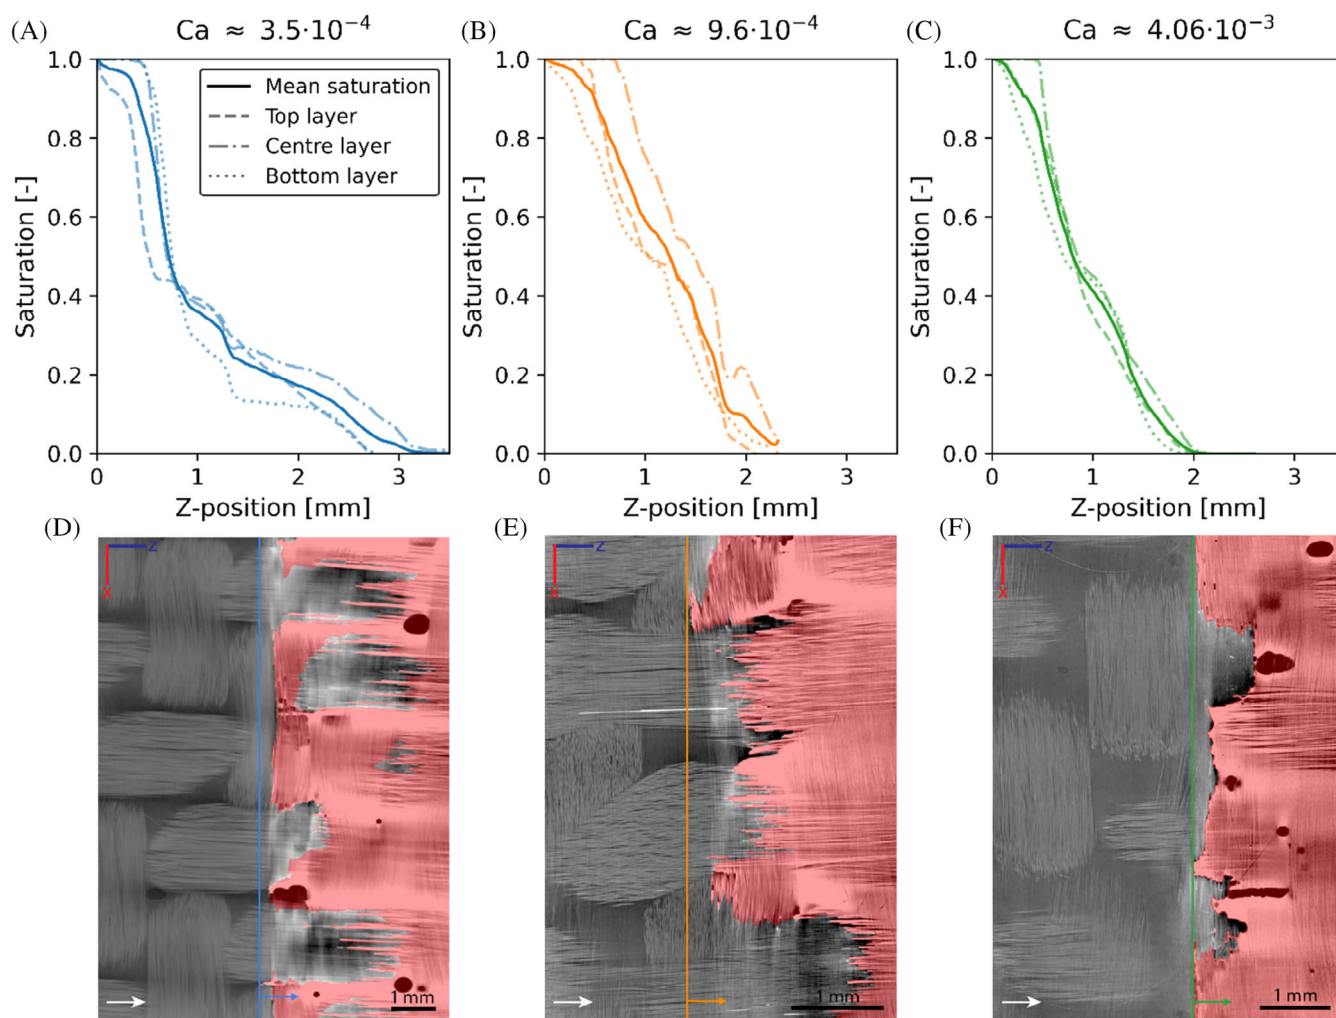 (A) Ca ≈ 3.5·10⁻⁴
1.0
0.8
0.6
0.4
0.2
0.0
Saturation [-]
Mean saturation
Top layer
Centre layer
Bottom layer
0 1 2 3
Z-position [mm]
(B) Ca ≈ 9.6·10⁻⁴
1.0
0.8
0.6
0.4
0.2
0.0
Saturation [-]
0 1 2 3
Z-position [mm]
(C) Ca ≈ 4.06·10⁻³
1.0
0.8
0.6
0.4
0.2
0.0
Saturation [-]
0 1 2 3
Z-position [mm]
(D)
z
x
1 mm
(E)
z
x
1 mm
(F)
z
x
1 mm